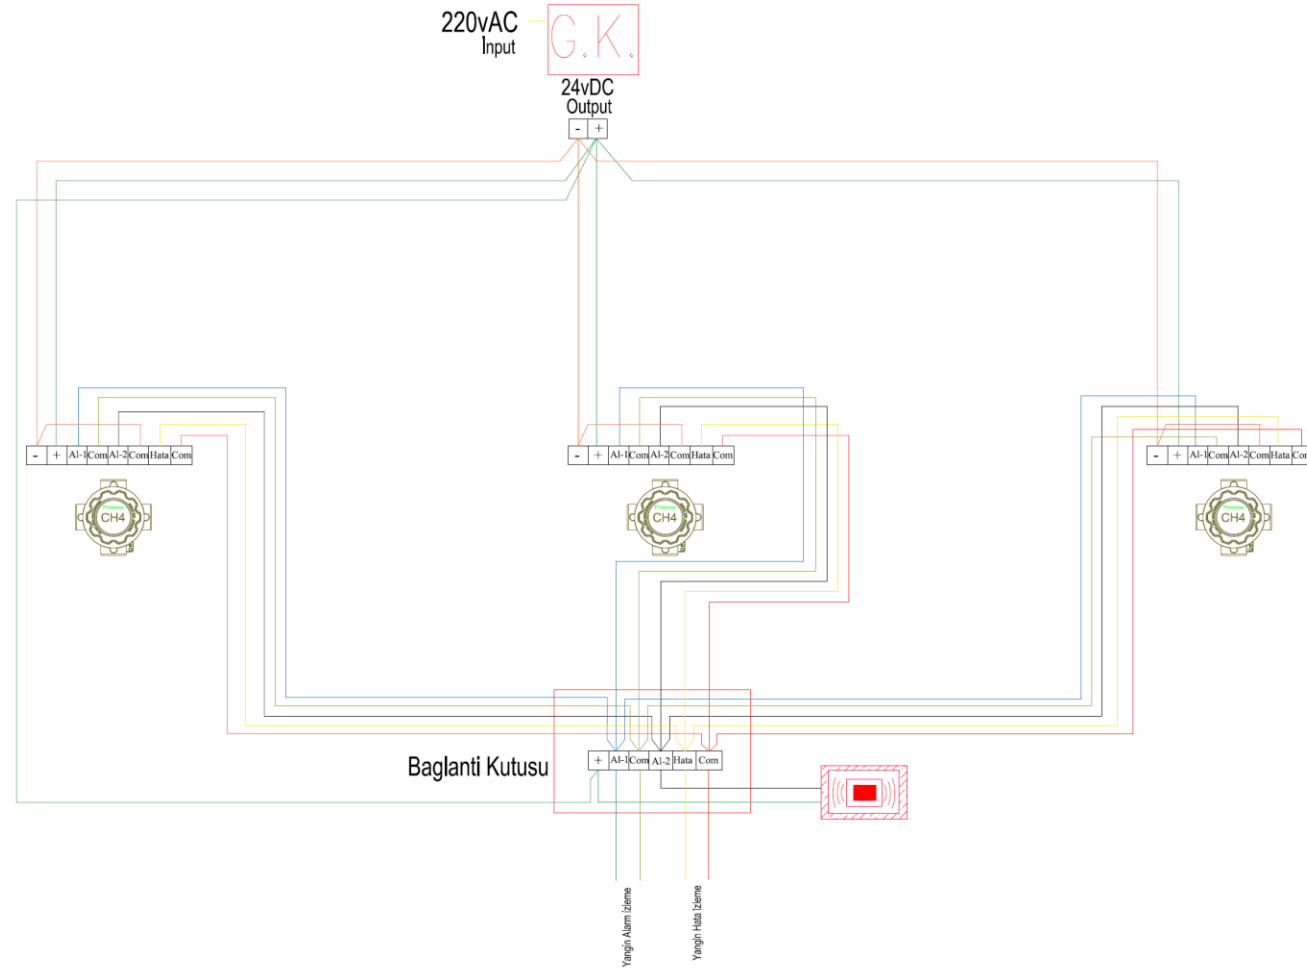 220vAC
Input
G.K.
24vDC
Output
- +
- + Al-1 Com Al-2 Com Hata Com
- + Al-1 Com Al-2 Com Hata Com
- + Al-1 Com Al-2 Com Hata Com
CH4
CH4
CH4
Baglanti Kutusu
+ Al-1 Com Al-2 Hata Com
Yangin Alarm izleme
Yangin Hata Izleme